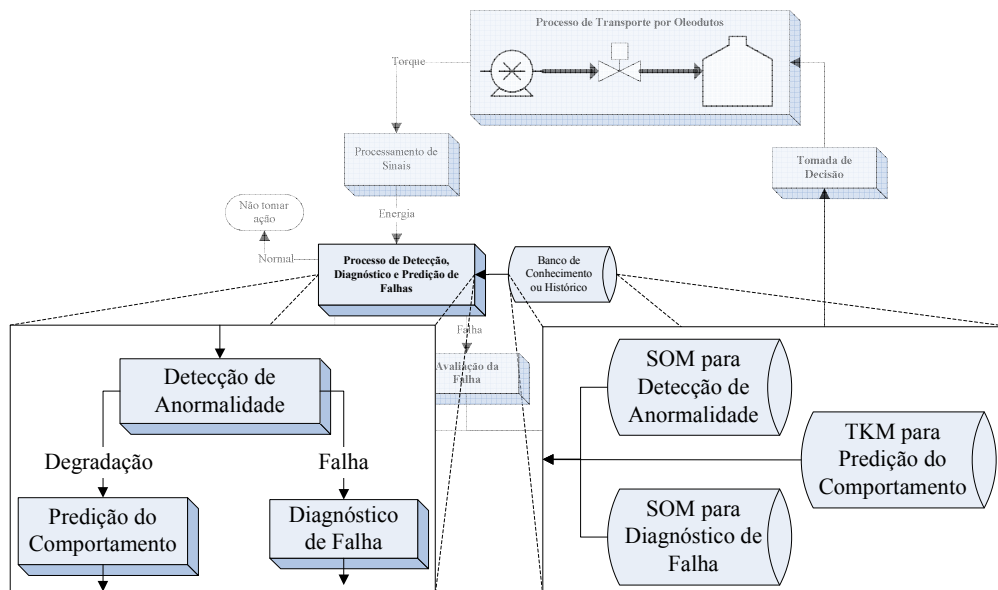 Processo de Transporte por Oleodutos
Torque
Processamento de
Sinais
Tomada de
Decisão
Não tomar
ação
Energia
Normal
Processo de Detecção,
Diagnóstico e Predição de
Falhas
Banco de
Conhecimento
ou Histórico
Falha
Avaliação da
Falha
Detecção de
Anormalidade
Degradação
Falha
Predição do
Comportamento
Diagnóstico
de Falha
SOM para
Detecção de
Anormalidade
TKM para
Predição do
Comportamento
SOM para
Diagnóstico de
Falha